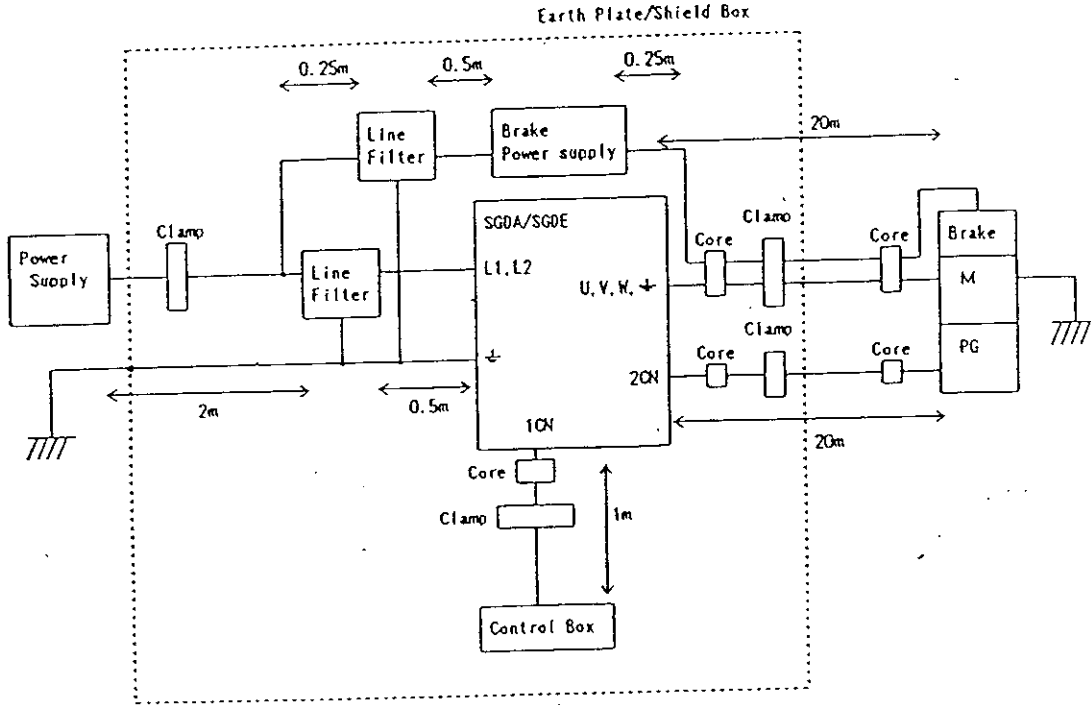 Earth Plate/Shield Box
0.25m
0.5m
0.25m
20m
Line
Filter
Brake
Power supply
SGDA/SGDE
Clamp
Clamp
Core
Core
Brake
Power
Supply
Line
Filter
L1,L2
U,V,W,⏚
M
⏚
Clamp
Core
Core
PG
2CN
2m
0.5m
20m
1CN
Core
Clamp
1m
Control Box